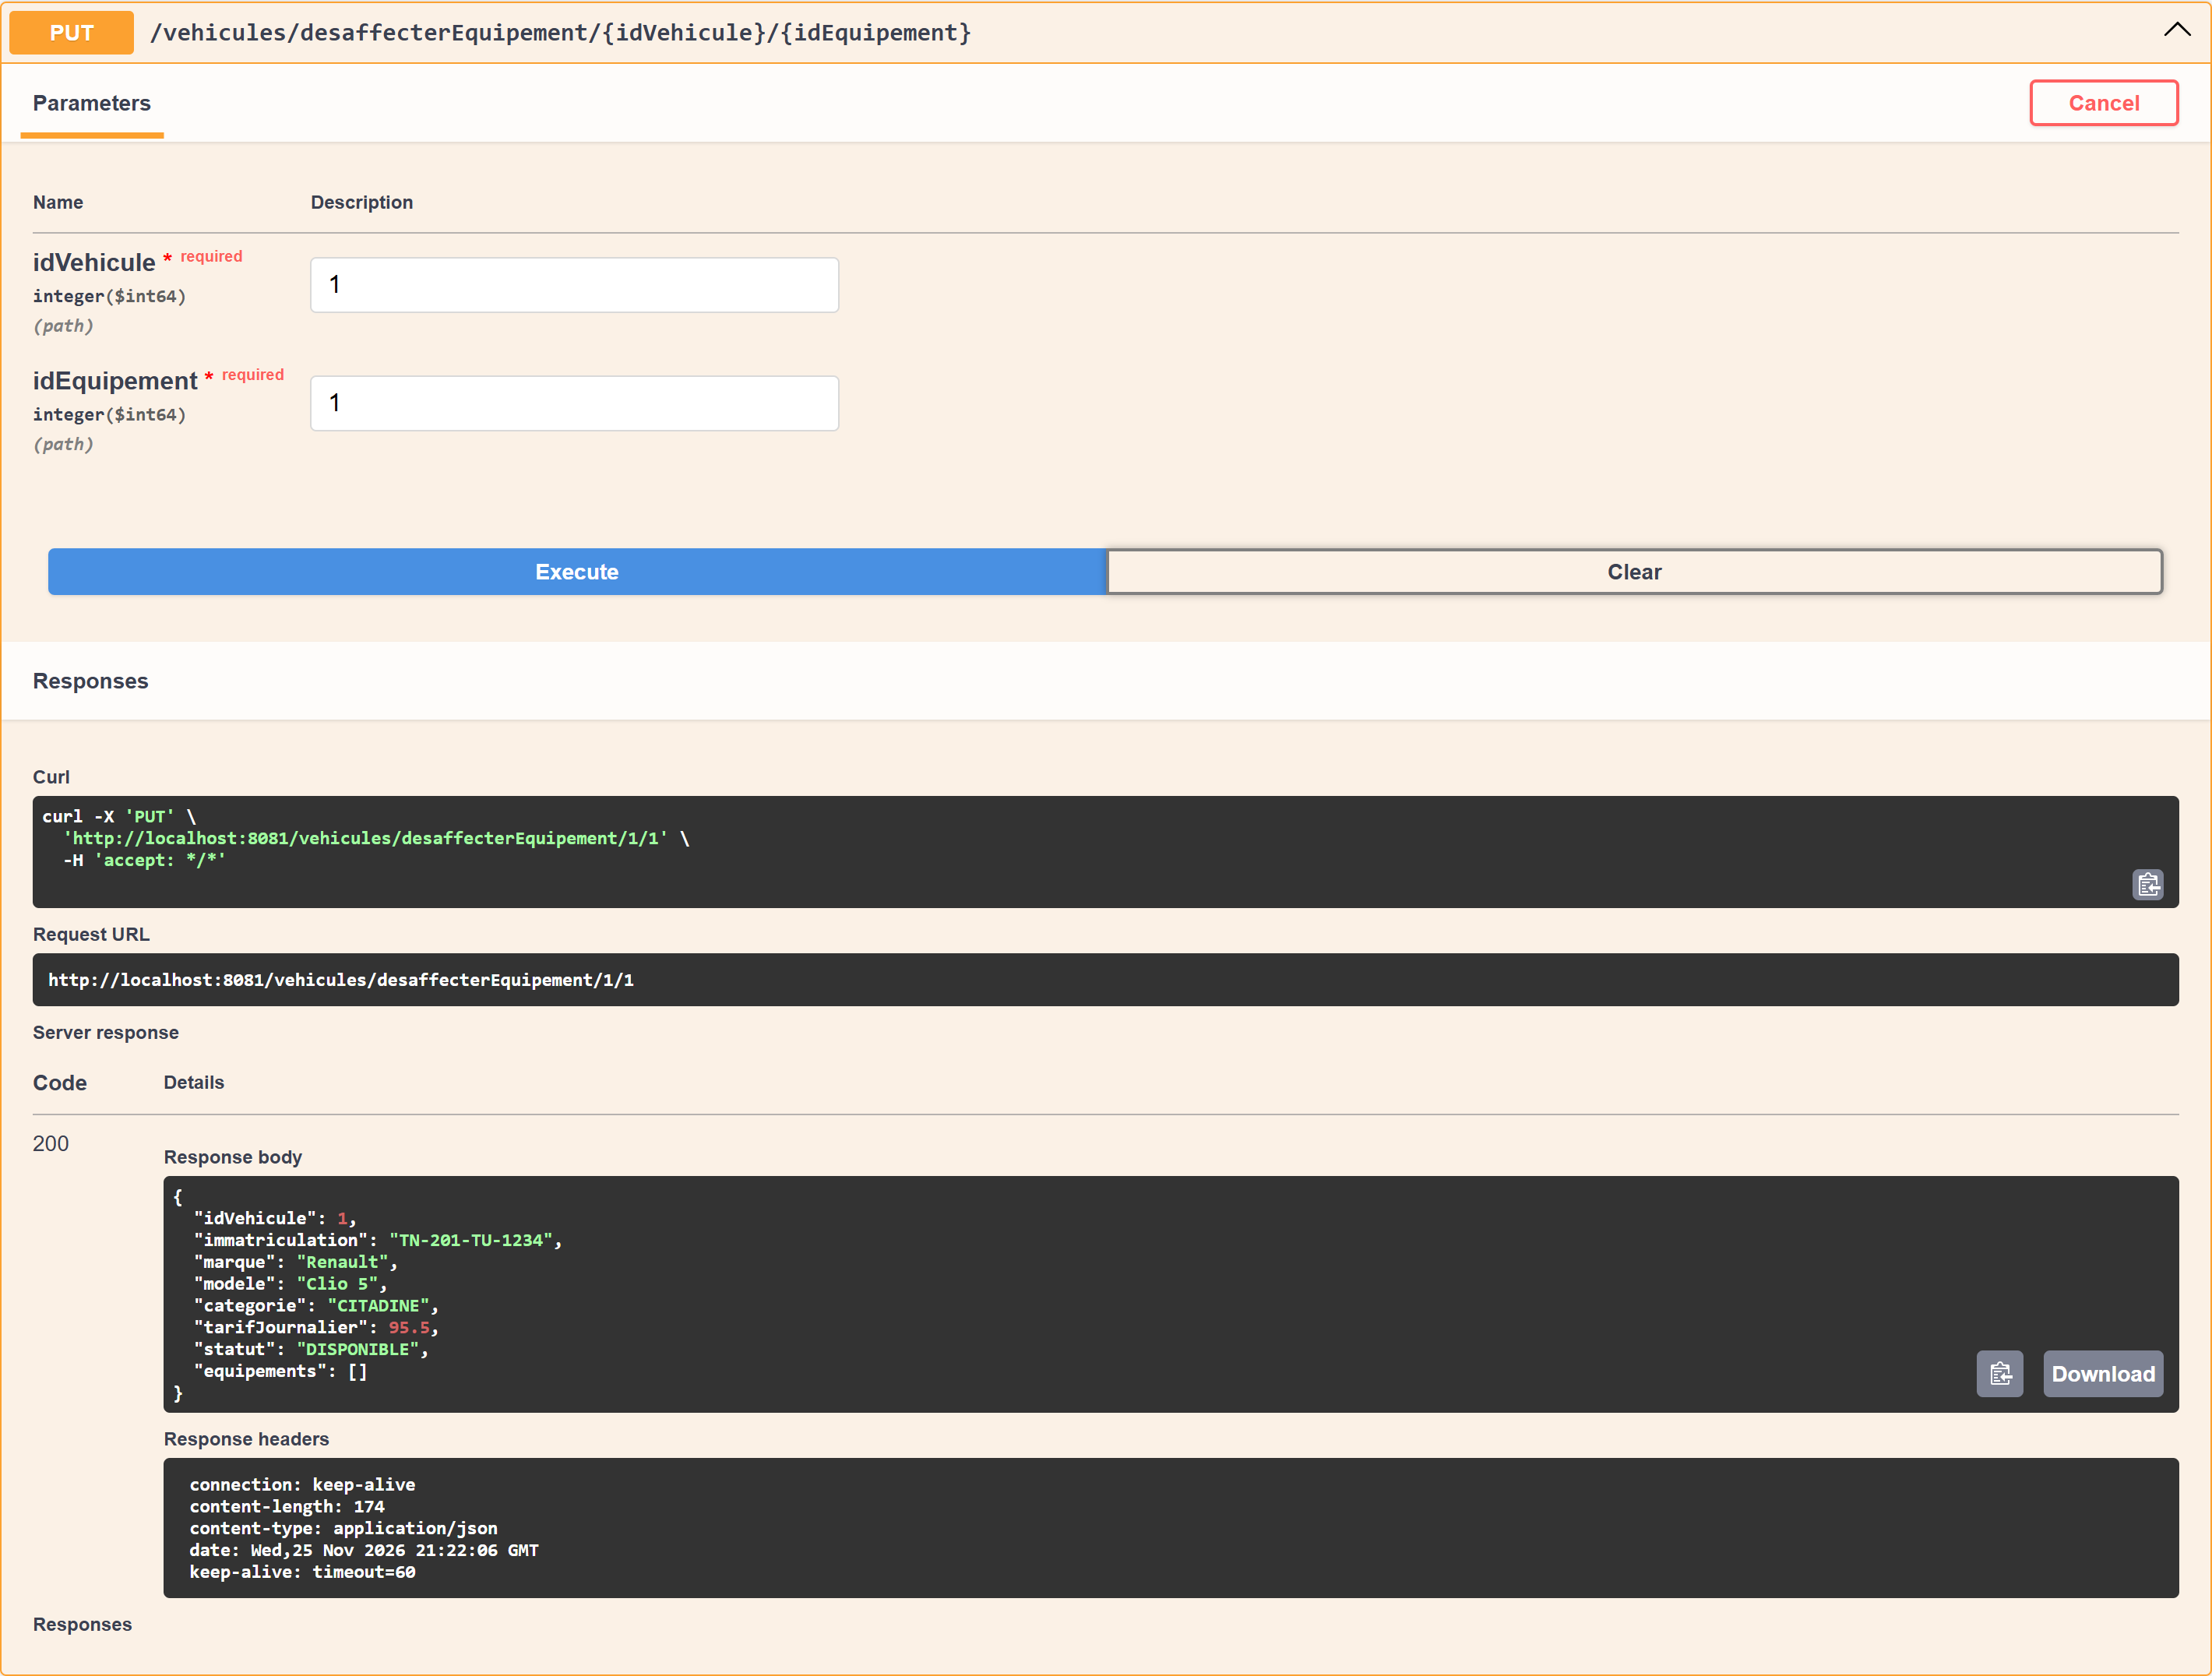 PUT /vehicules/desaffecterEquipement/{idVehicule}/{idEquipement}
Parameters Cancel
Name Description
idVehicule * required
integer($int64)
(path)
1
idEquipement * required
integer($int64)
(path)
1
Execute Clear
Responses
Curl
curl -X 'PUT' \
  'http://localhost:8081/vehicules/desaffecterEquipement/1/1' \
  -H 'accept: */*'
Request URL
http://localhost:8081/vehicules/desaffecterEquipement/1/1
Server response
Code Details
200
Response body
{
  "idVehicule": 1,
  "immatriculation": "TN-201-TU-1234",
  "marque": "Renault",
  "modele": "Clio 5",
  "categorie": "CITADINE",
  "tarifJournalier": 95.5,
  "statut": "DISPONIBLE",
  "equipements": []
}
Download
Response headers
connection: keep-alive
content-length: 174
content-type: application/json
date: Wed,25 Nov 2026 21:22:06 GMT
keep-alive: timeout=60
Responses